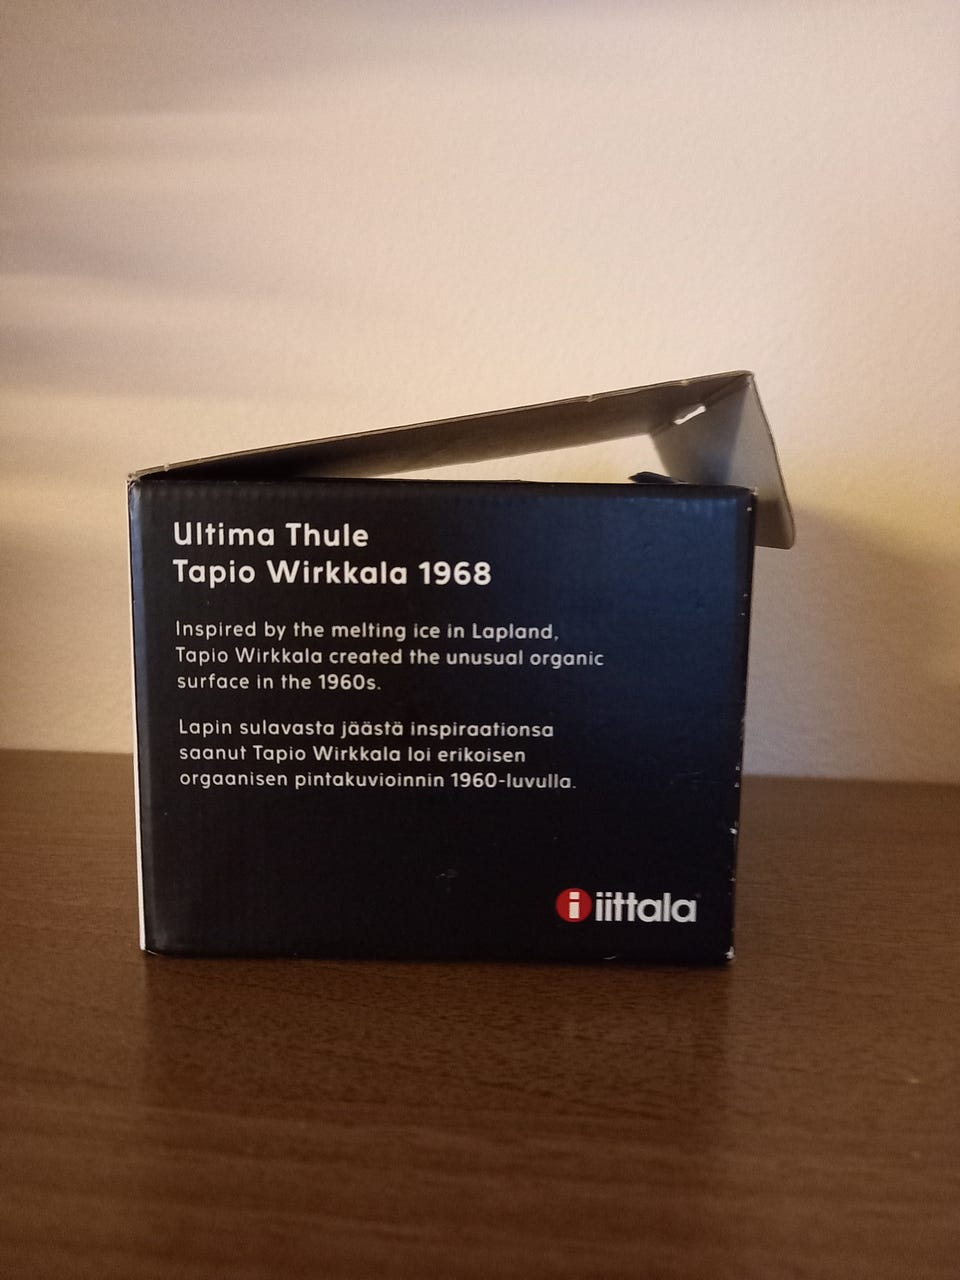 Ultima Thule
Tapio Wirkkala 1968
Inspired by the melting ice in Lapland,
Tapio Wirkkala created the unusual organic
surface in the 1960s.
Lapin sulavasta jäästä inspiraationsa
saanut Tapio Wirkkala loi erikoisen
orgaanisen pintakuvioinnin 1960-luvulla.
i iittala